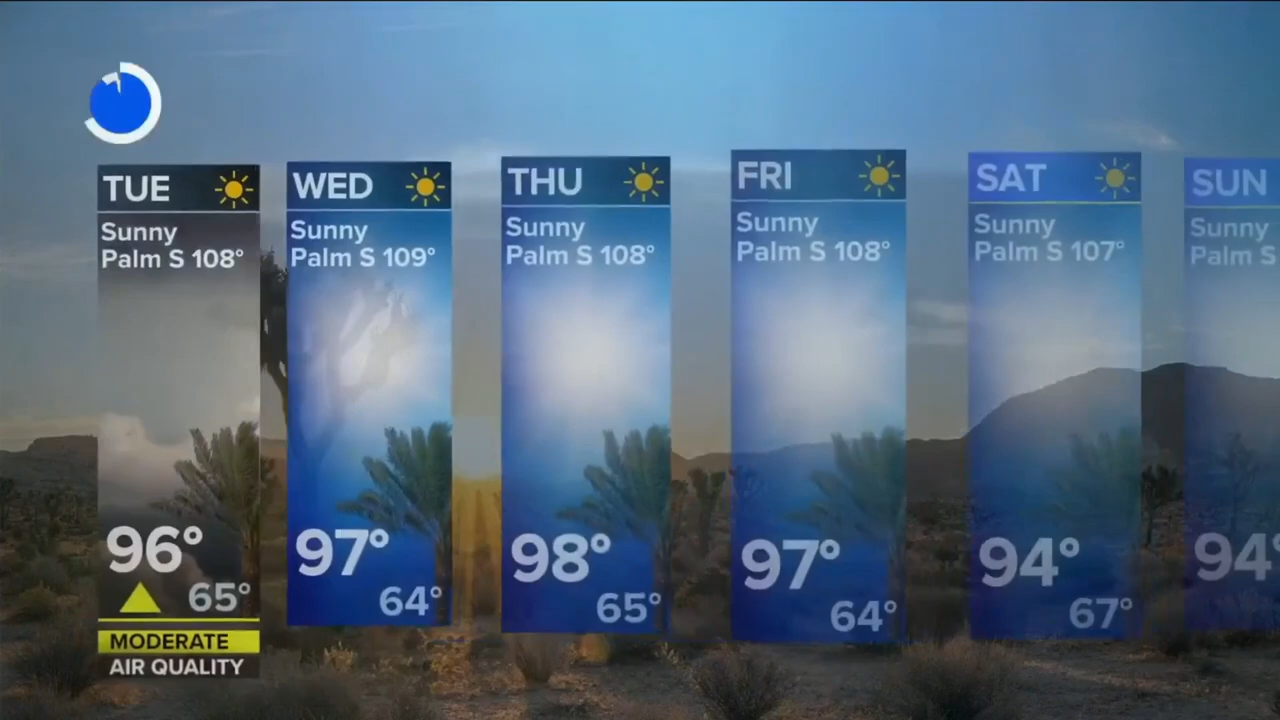 TUE
Sunny
Palm S 108°
96°
65°
MODERATE
AIR QUALITY
WED
Sunny
Palm S 109°
97°
64°
THU
Sunny
Palm S 108°
98°
65°
FRI
Sunny
Palm S 108°
97°
64°
SAT
Sunny
Palm S 107°
94°
67°
SUN
Sunny
Palm S
94°